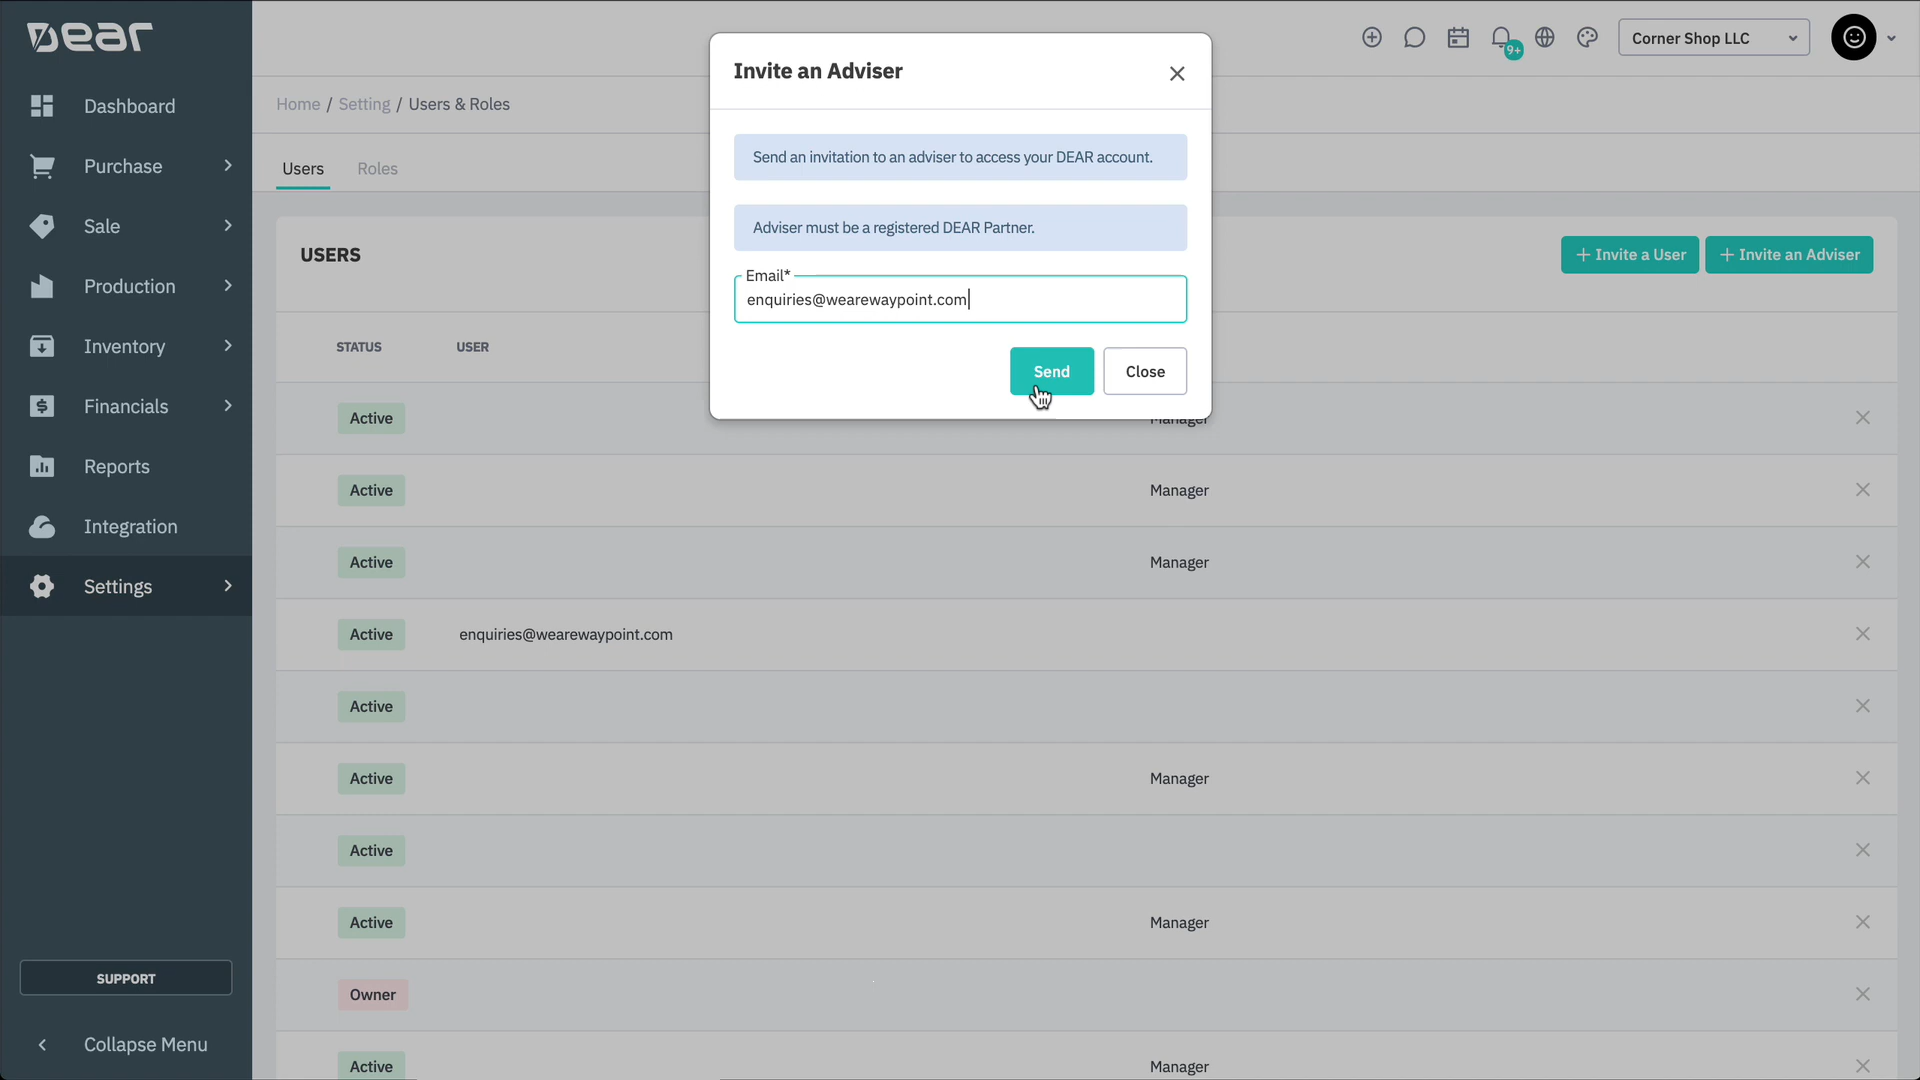 Dear
Dashboard
Purchase
Sale
Production
Inventory
Financials
Reports
Integration
Settings
SUPPORT
Collapse Menu
9+
Corner Shop LLC
Home / Setting / Users & Roles
Users
Roles
USERS
+ Invite a User
+ Invite an Adviser
STATUS
USER
Invite an Adviser
Send an invitation to an adviser to access your DEAR account.
Adviser must be a registered DEAR Partner.
Email*
enquiries@wearewaypoint.com
Send
Close
Active
Manager
Active
Manager
Active
Manager
Active
enquiries@wearewaypoint.com
Active
Active
Manager
Active
Active
Manager
Owner
Active
Manager